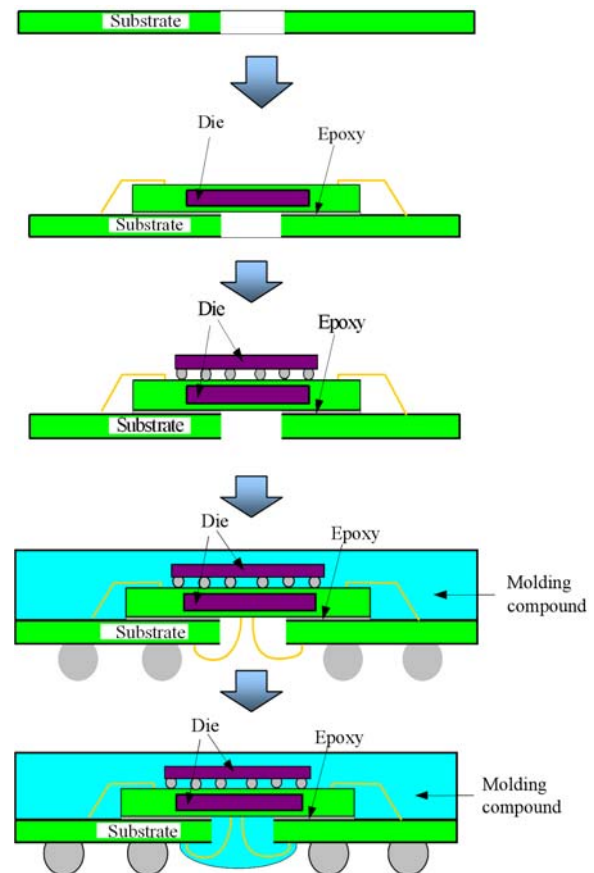 Substrate
Die
Epoxy
Substrate
Die
Epoxy
Substrate
Die
Epoxy
Molding
compound
Substrate
Die
Epoxy
Molding
compound
Substrate